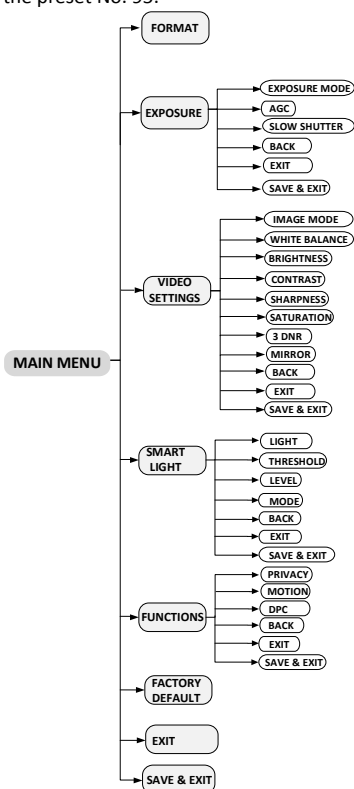 the preset No. 95.
FORMAT
EXPOSURE
EXPOSURE MODE
AGC
SLOW SHUTTER
BACK
EXIT
SAVE & EXIT
VIDEO
SETTINGS
IMAGE MODE
WHITE BALANCE
BRIGHTNESS
CONTRAST
SHARPNESS
SATURATION
3 DNR
MIRROR
BACK
EXIT
SAVE & EXIT
MAIN MENU
SMART
LIGHT
LIGHT
THRESHOLD
LEVEL
MODE
BACK
EXIT
SAVE & EXIT
FUNCTIONS
PRIVACY
MOTION
DPC
BACK
EXIT
SAVE & EXIT
FACTORY
DEFAULT
EXIT
SAVE & EXIT